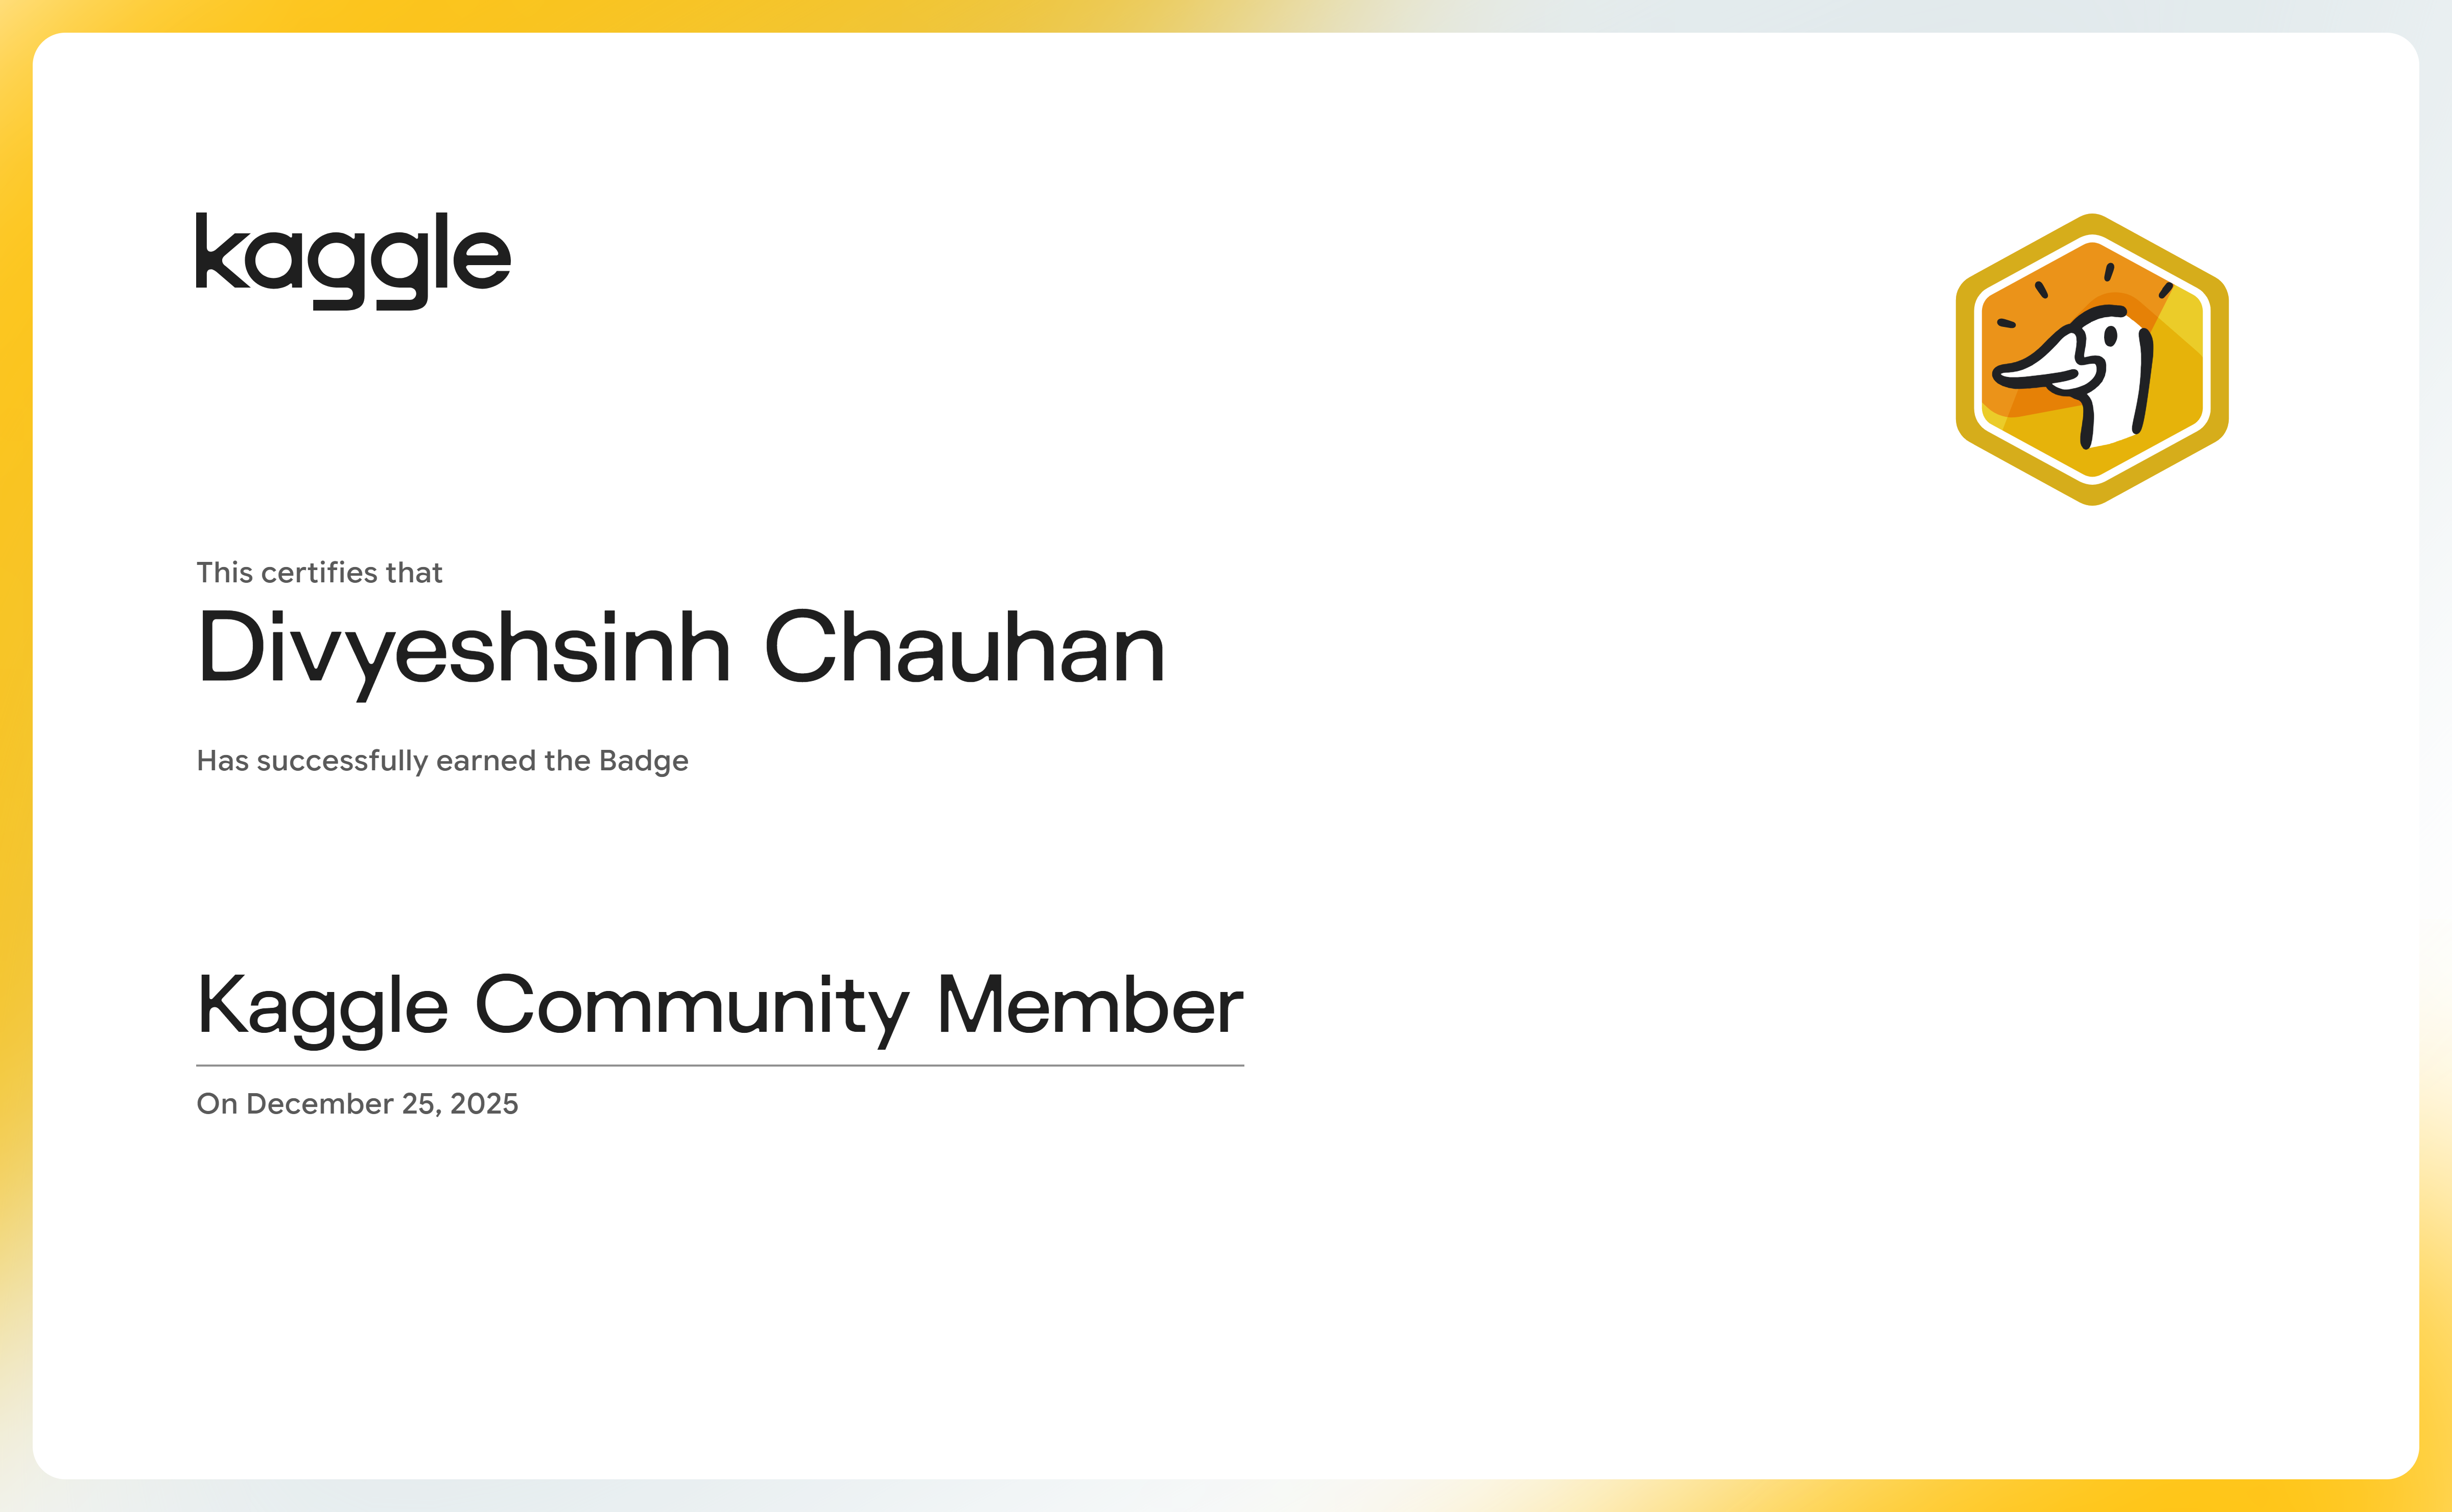 kaggle
This certifies that
Divyeshsinh Chauhan
Has successfully earned the Badge
Kaggle Community Member
On December 25, 2025